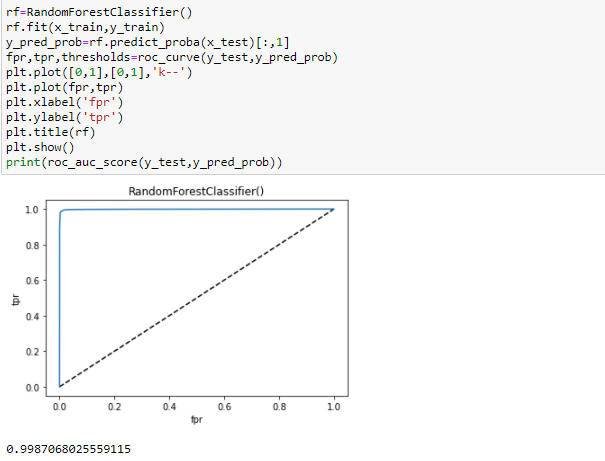 rf=RandomForestClassifier()
rf.fit(x_train,y_train)
y_pred_prob=rf.predict_proba(x_test)[:,1]
fpr,tpr,thresholds=roc_curve(y_test,y_pred_prob)
plt.plot([0,1],[0,1],'k--')
plt.plot(fpr,tpr)
plt.xlabel('fpr')
plt.ylabel('tpr')
plt.title(rf)
plt.show()
print(roc_auc_score(y_test,y_pred_prob))
RandomForestClassifier()
1.0
0.8
0.6
0.4
0.2
0.0
tpr
0.0 0.2 0.4 0.6 0.8 1.0
fpr
0.9987068025559115